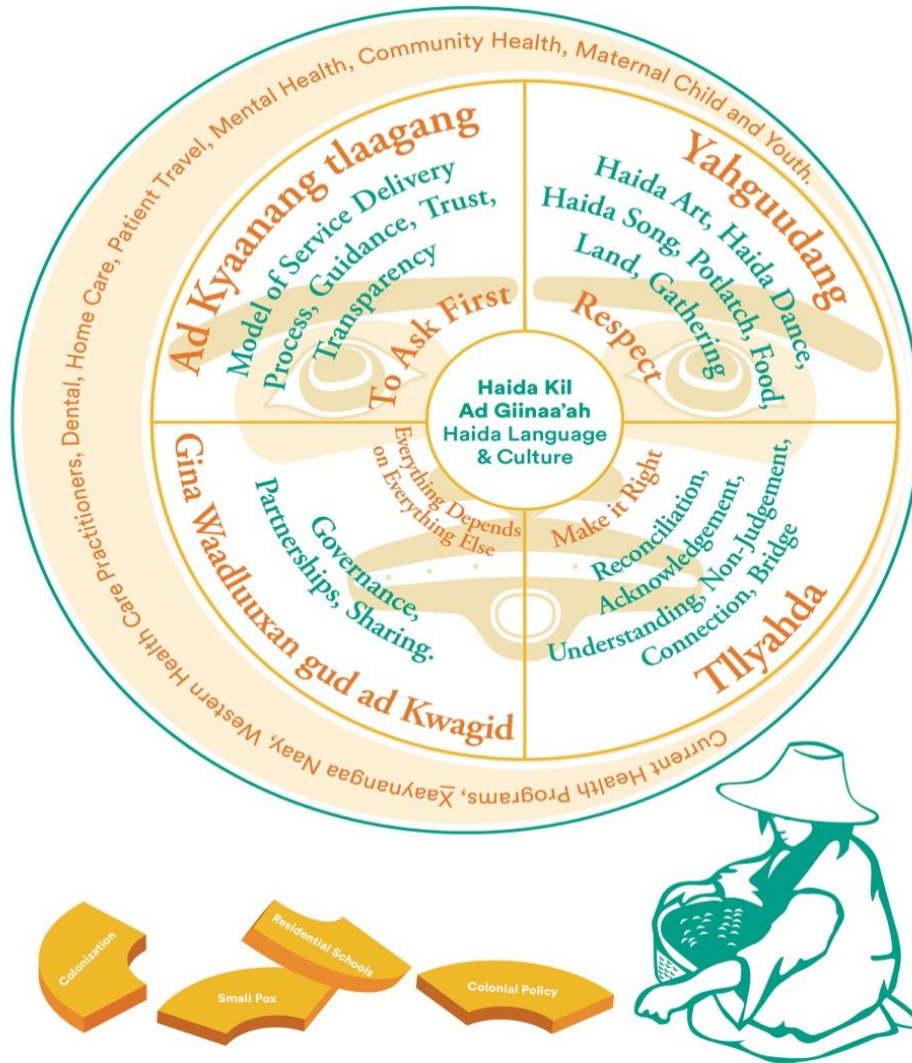 Current Health Programs, X̱aaynangaa Naay, Western Health Care Practitioners, Dental, Home Care, Patient Travel, Mental Health, Community Health, Maternal Child and Youth.
Ad Kyaanang tlaagang
Model of Service Delivery
Process, Guidance, Trust,
Transparency
To Ask First
Yahguudang
Haida Art, Haida Dance,
Haida Song, Potlatch, Food,
Land, Gathering
Respect
Haida Kil
Ad Giinaa’ah
Haida Language
& Culture
Everything Depends
on Everything Else
Governance,
Partnerships, Sharing.
Gina Waadluuxan gud ad Kwagid
Make it Right
Reconciliation,
Acknowledgement,
Understanding, Non-Judgement,
Connection, Bridge
Tllyahda
Colonization
Small Pox
Residential Schools
Colonial Policy